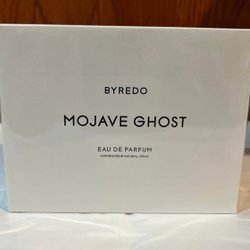 BYREDO
MOJAVE GHOST
EAU DE PARFUM
VAPORISATEUR NATURAL SPRAY